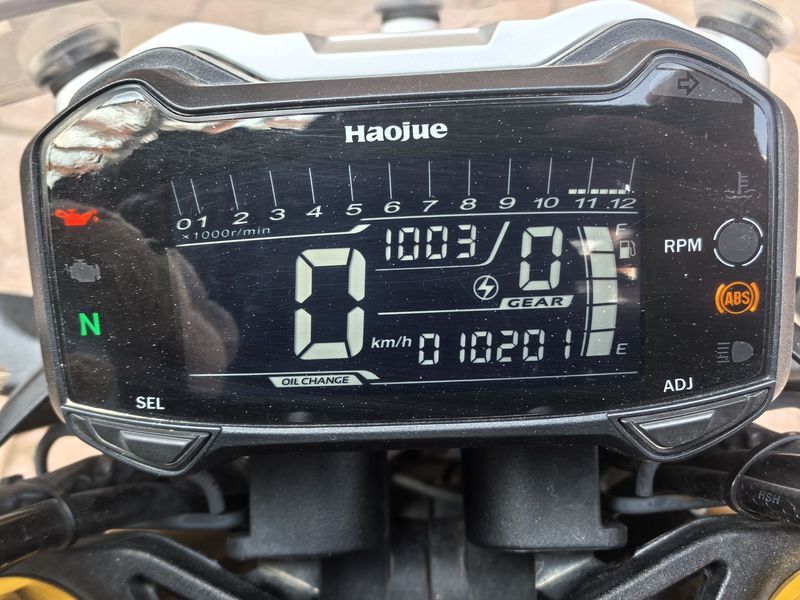 Haojue
0 1 2 3 4 5 6 7 8 9 10 11 12
×1000r/min
1003
0
F
RPM
ABS
N
GEAR
0
km/h
010201
E
OIL CHANGE
SEL
ADJ
HSH